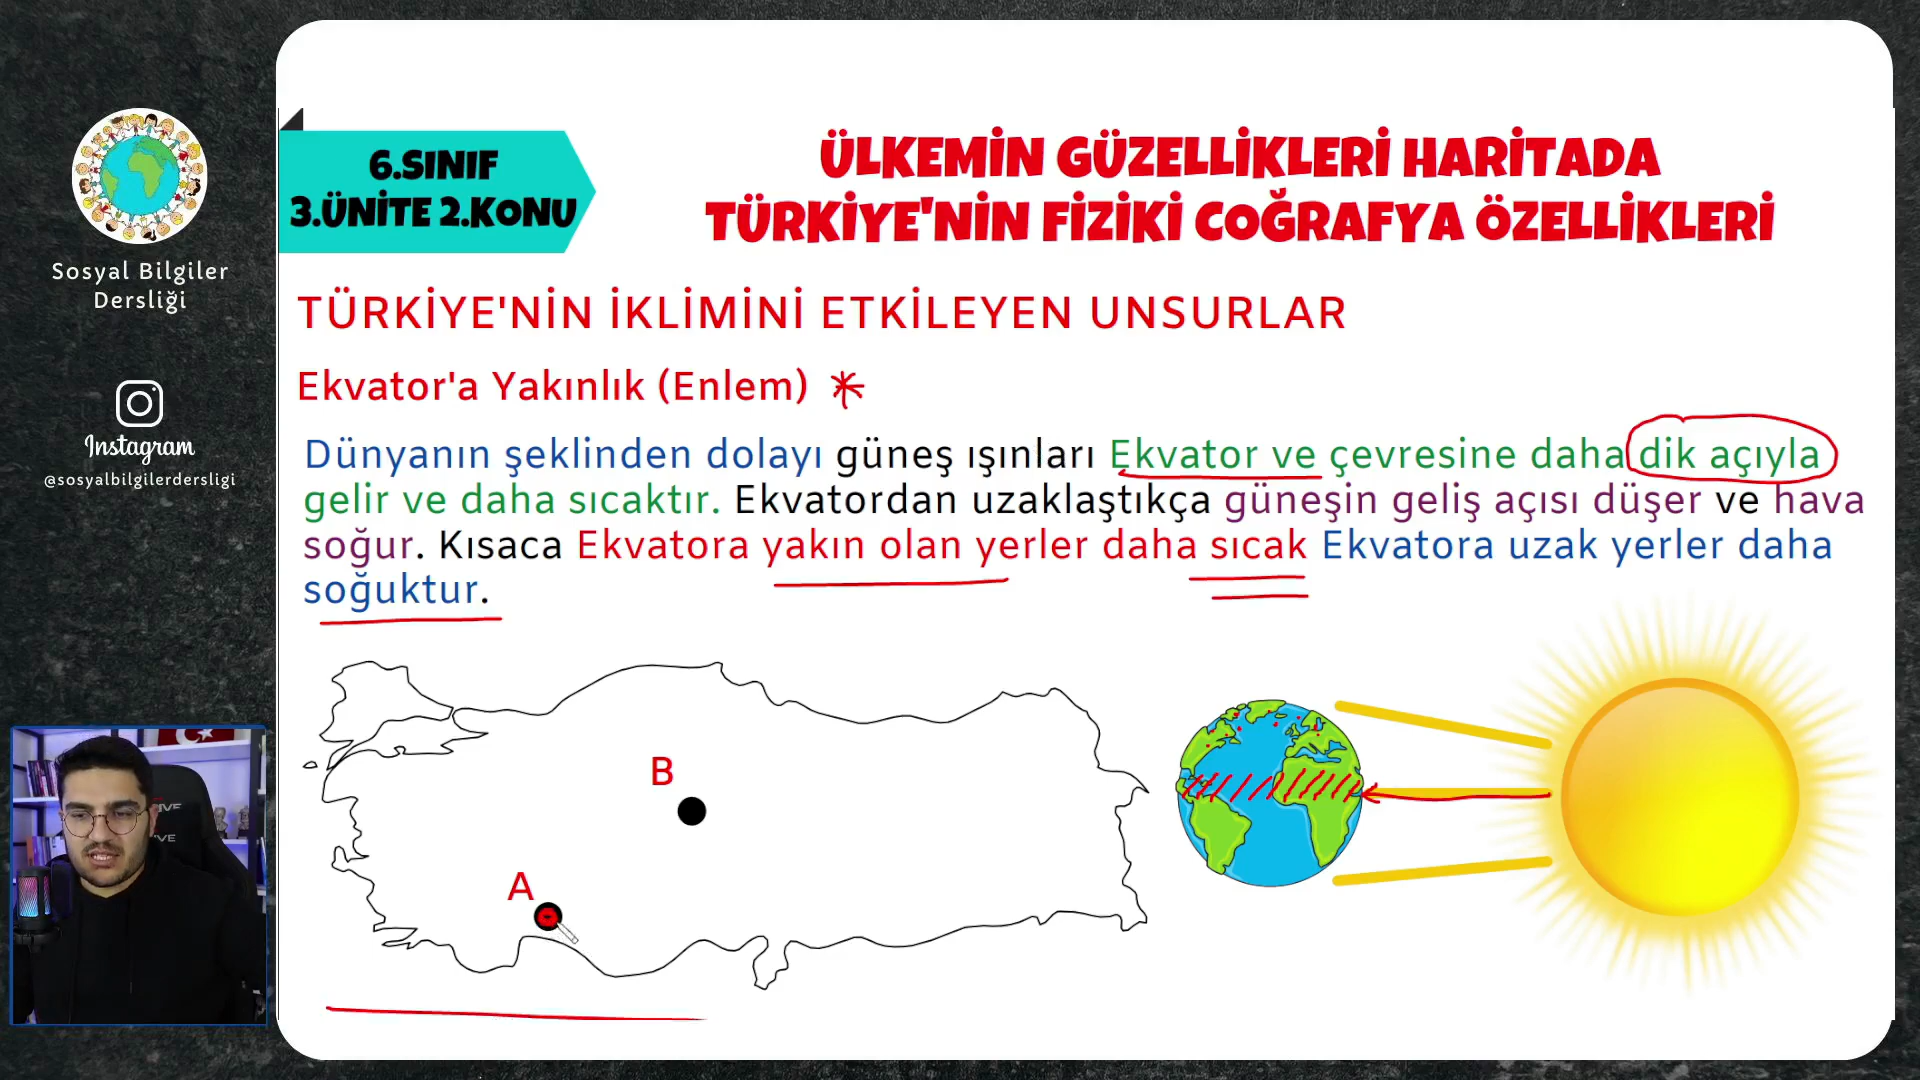 Sosyal Bilgiler
Dersliği
Instagram
@sosyalbilgilerdersligi
6.SINIF
3.ÜNİTE 2.KONU
ÜLKEMİN GÜZELLİKLERİ HARİTADA
TÜRKİYE'NİN FİZİKİ COĞRAFYA ÖZELLİKLERİ
TÜRKİYE'NİN İKLİMİNİ ETKİLEYEN UNSURLAR
Ekvator'a Yakınlık (Enlem)
Dünyanın şeklinden dolayı güneş ışınları Ekvator ve çevresine daha dik açıyla
gelir ve daha sıcaktır. Ekvatordan uzaklaştıkça güneşin geliş açısı düşer ve hava
soğur. Kısaca Ekvatora yakın olan yerler daha sıcak Ekvatora uzak yerler daha
soğuktur.
B
A